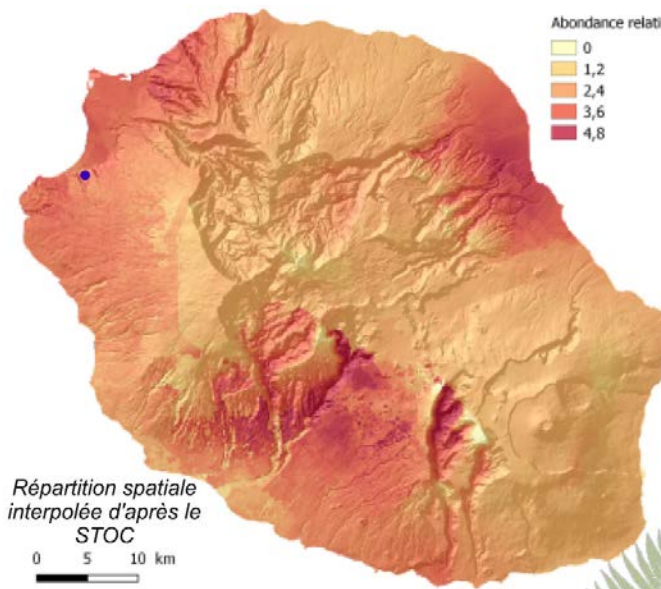 Abondance relati
0
1,2
2,4
3,6
4,8
Répartition spatiale
interpolée d'après le
STOC
0 5 10 km